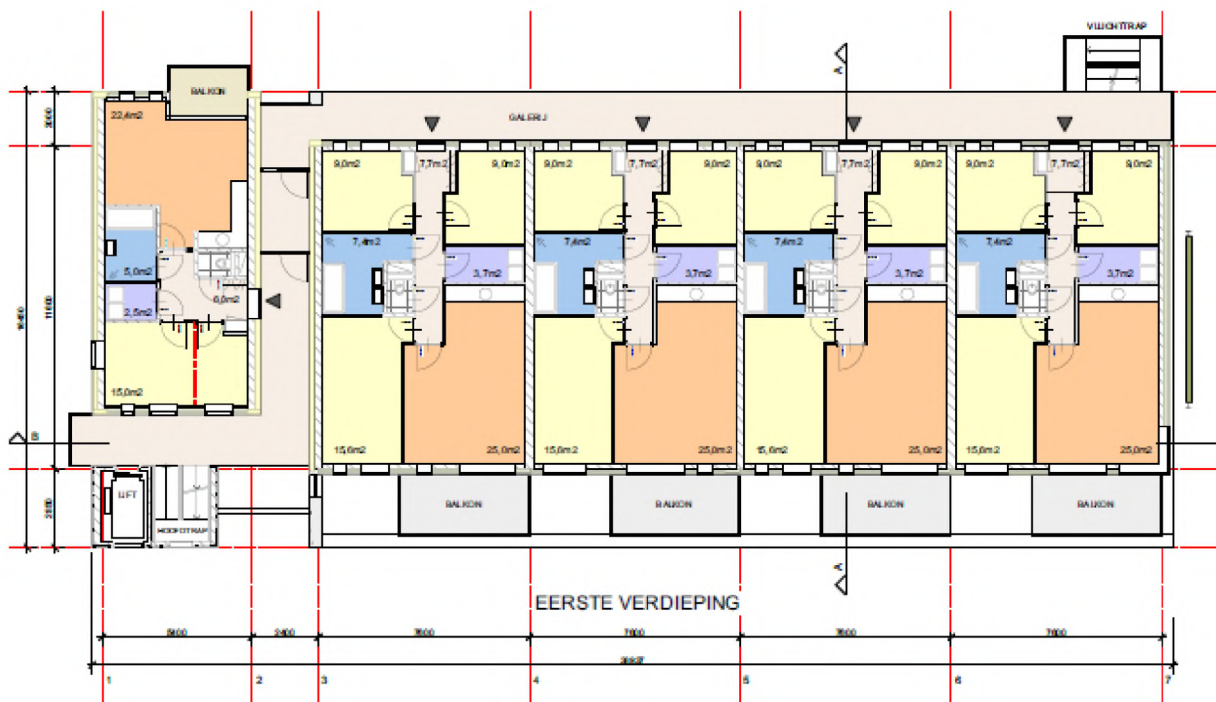 VLUCHTTRAP
BALKON
A
22,4m2
GALERIJ
9,0m2
7,7m2
9,0m2
9,0m2
7,7m2
9,0m2
9,0m2
7,7m2
9,0m2
9,0m2
7,7m2
9,0m2
7,4m2
7,4m2
7,4m2
7,4m2
5,0m2
3,7m2
3,7m2
3,7m2
3,7m2
2,5m2
6,0m2
15,0m2
B
15,6m2
25,0m2
15,6m2
25,0m2
15,6m2
25,0m2
15,6m2
25,0m2
LIFT
HOOFDTRAP
BALKON
BALKON
BALKON
BALKON
A
EERSTE VERDIEPING
5400
2400
7600
7600
7600
7600
1
2
3
4
5
6
7